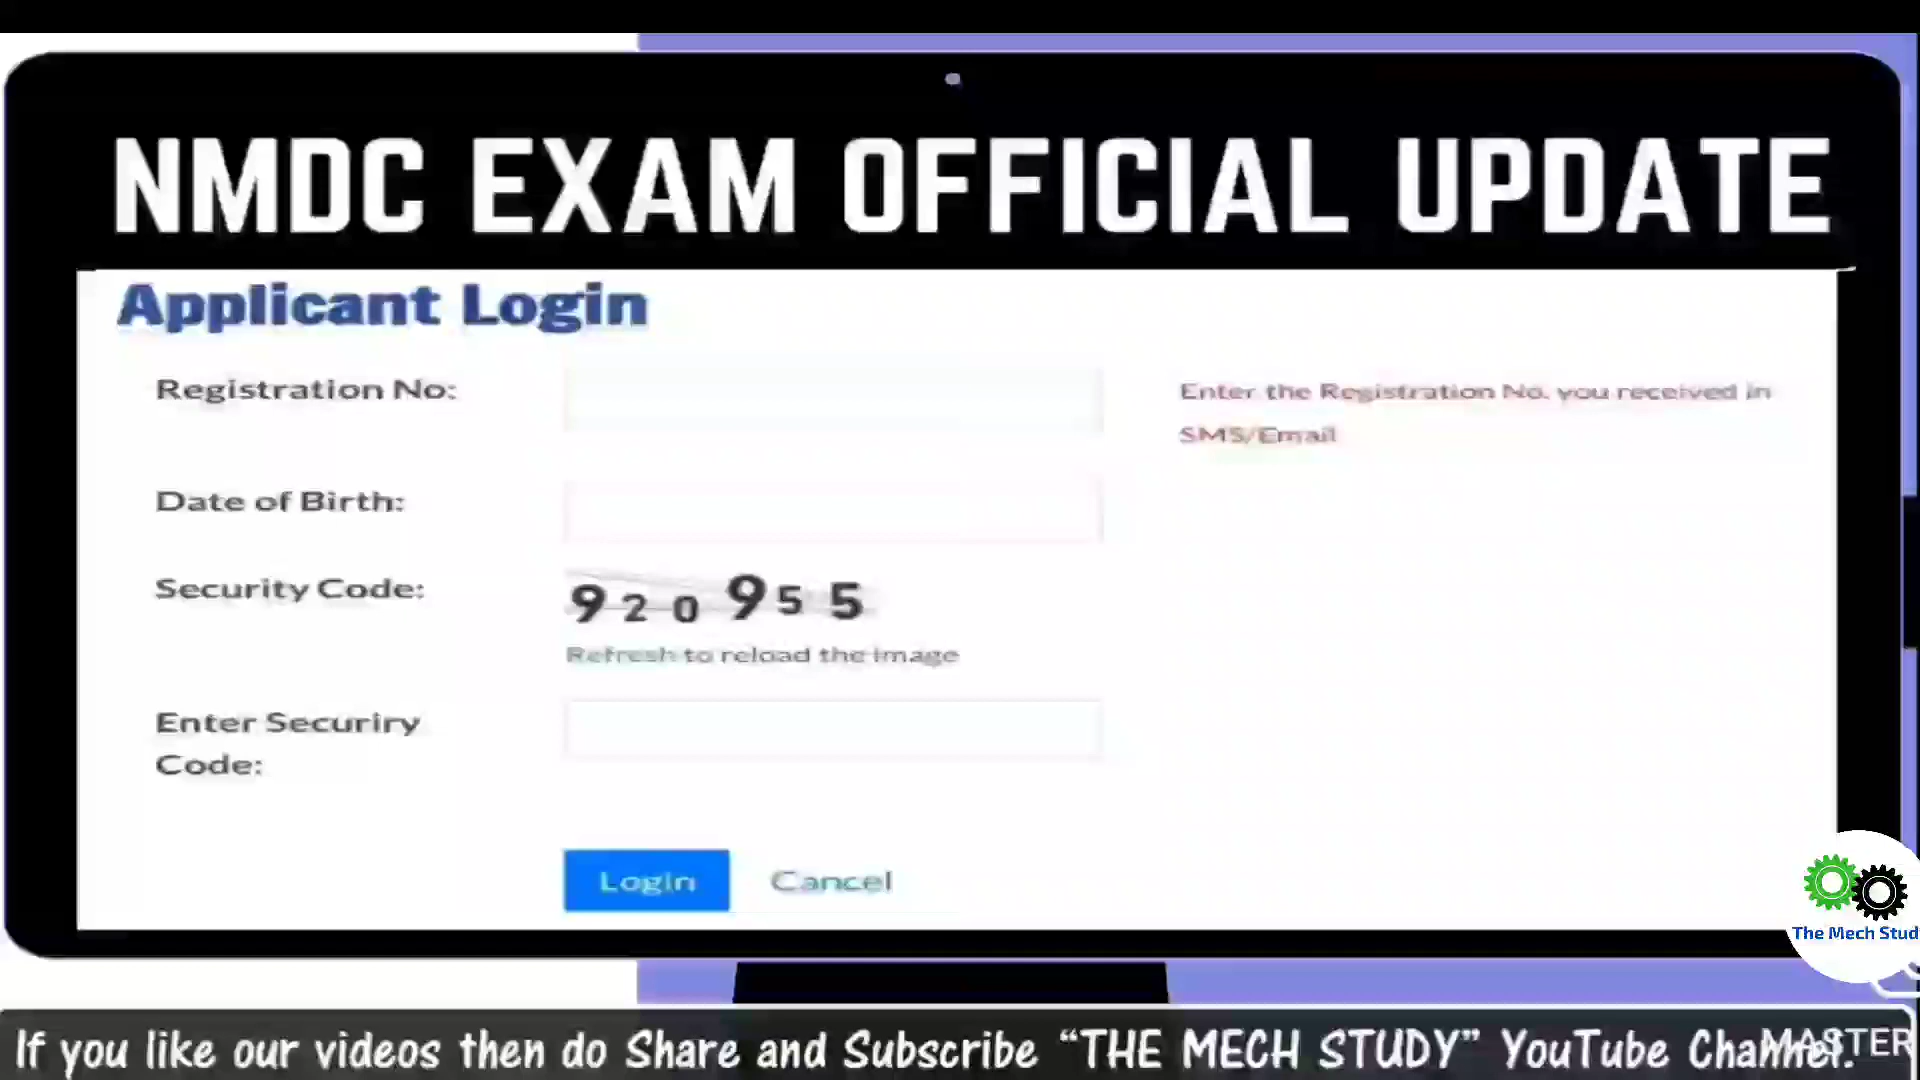 NMDC EXAM OFFICIAL UPDATE
Applicant Login
Registration No:
Enter the Registration No. you received in
SMS/Email
Date of Birth:
Security Code:
920955
Refresh to reload the image
Enter Securiry
Code:
Login Cancel
The Mech Stud
If you like our videos then do Share and Subscribe “THE MECH STUDY” YouTube Channel.
MASTER